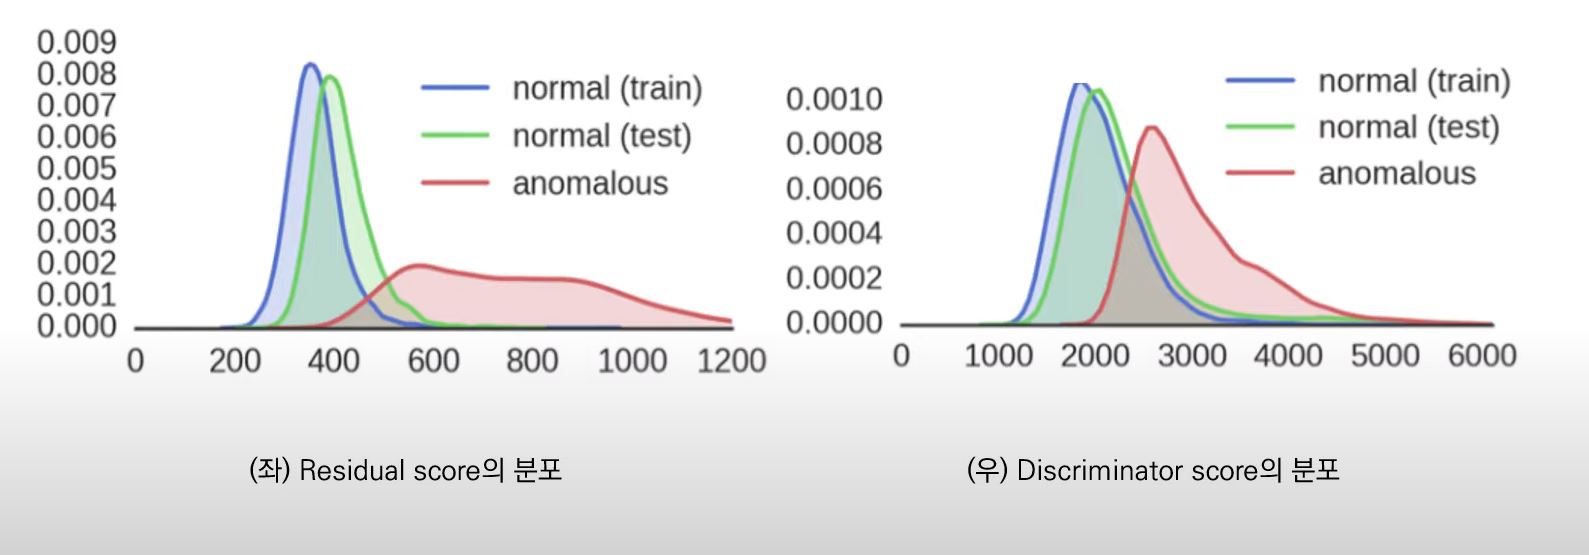 0.009
0.008
0.007
0.006
0.005
0.004
0.003
0.002
0.001
0.000
0 200 400 600 800 1000 1200
normal (train)
normal (test)
anomalous
(좌) Residual score의 분포
0.0010
0.0008
0.0006
0.0004
0.0002
0.0000
0 1000 2000 3000 4000 5000 6000
normal (train)
normal (test)
anomalous
(우) Discriminator score의 분포